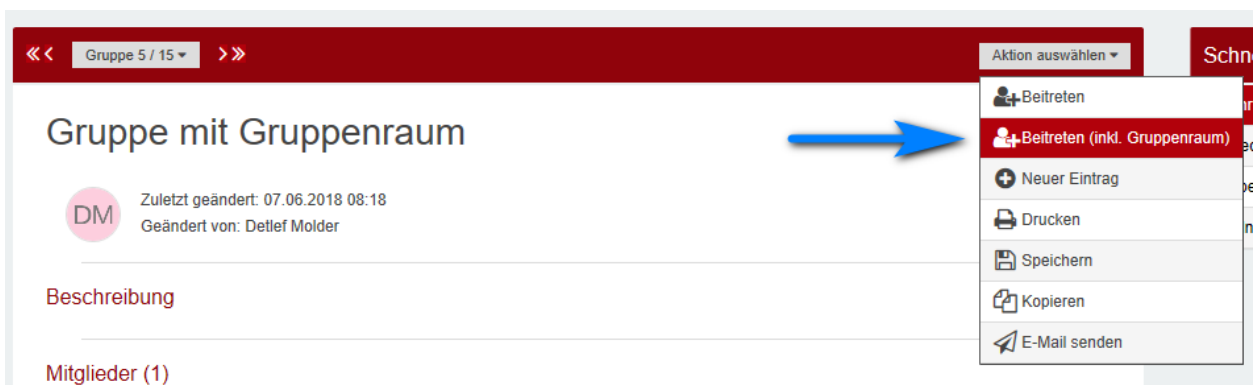 Gruppe 5 / 15
Aktion auswählen
Beitreten
Beitreten (inkl. Gruppenraum)
Neuer Eintrag
Drucken
Speichern
Kopieren
E-Mail senden
Gruppe mit Gruppenraum
DM
Zuletzt geändert: 07.06.2018 08:18
Geändert von: Detlef Molder
Beschreibung
Mitglieder (1)